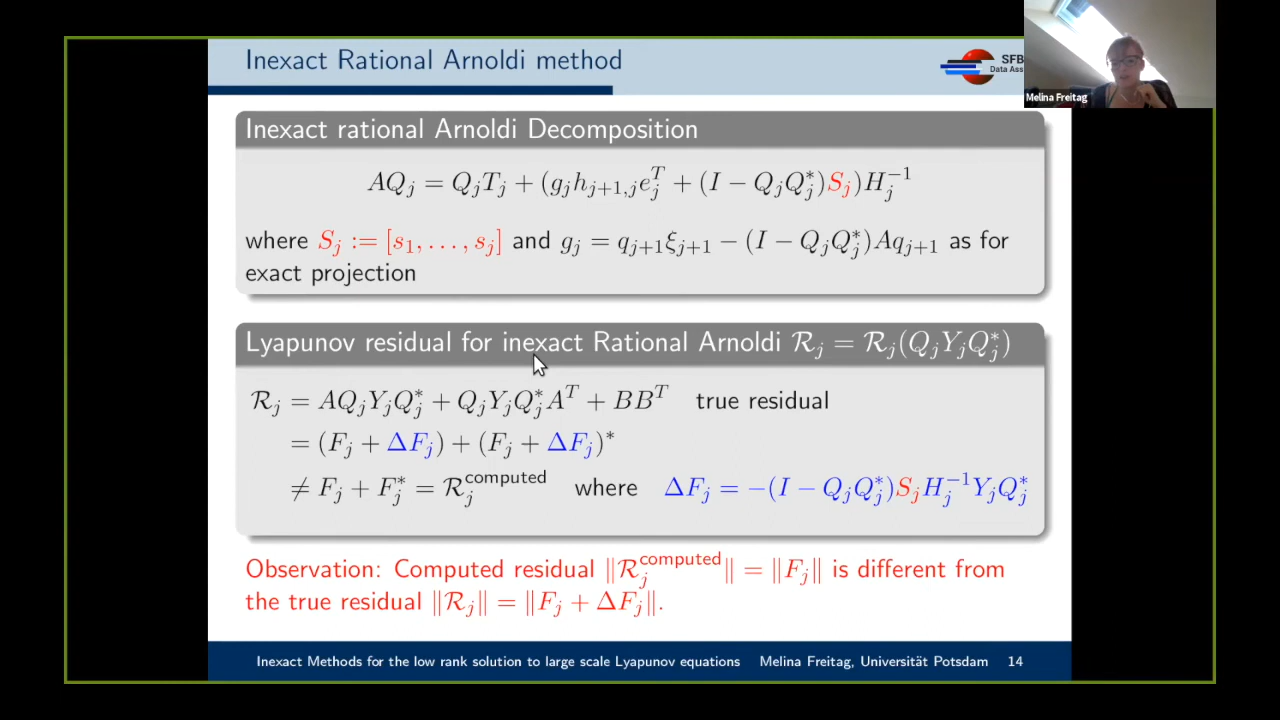 Inexact Rational Arnoldi method
SFB
Data Ass
Melina Freitag
Inexact rational Arnoldi Decomposition
AQ_j = Q_jT_j + (g_jh_{j+1,j}e_j^T + (I − Q_jQ_j^*)S_j)H_j^{-1}
where S_j := [s_1, . . . , s_j] and g_j = q_{j+1}ξ_{j+1} − (I − Q_jQ_j^*)Aq_{j+1} as for
exact projection
Lyapunov residual for inexact Rational Arnoldi ℛ_j = ℛ_j(Q_jY_jQ_j^*)
ℛ_j = AQ_jY_jQ_j^* + Q_jY_jQ_j^*A^T + BB^T true residual
= (F_j + ΔF_j) + (F_j + ΔF_j)^*
≠ F_j + F_j^* = ℛ_j^{computed} where ΔF_j = −(I − Q_jQ_j^*)S_jH_j^{-1}Y_jQ_j^*
Observation: Computed residual ‖ℛ_j^{computed}‖ = ‖F_j‖ is different from
the true residual ‖ℛ_j‖ = ‖F_j + ΔF_j‖.
Inexact Methods for the low rank solution to large scale Lyapunov equations Melina Freitag, Universität Potsdam 14